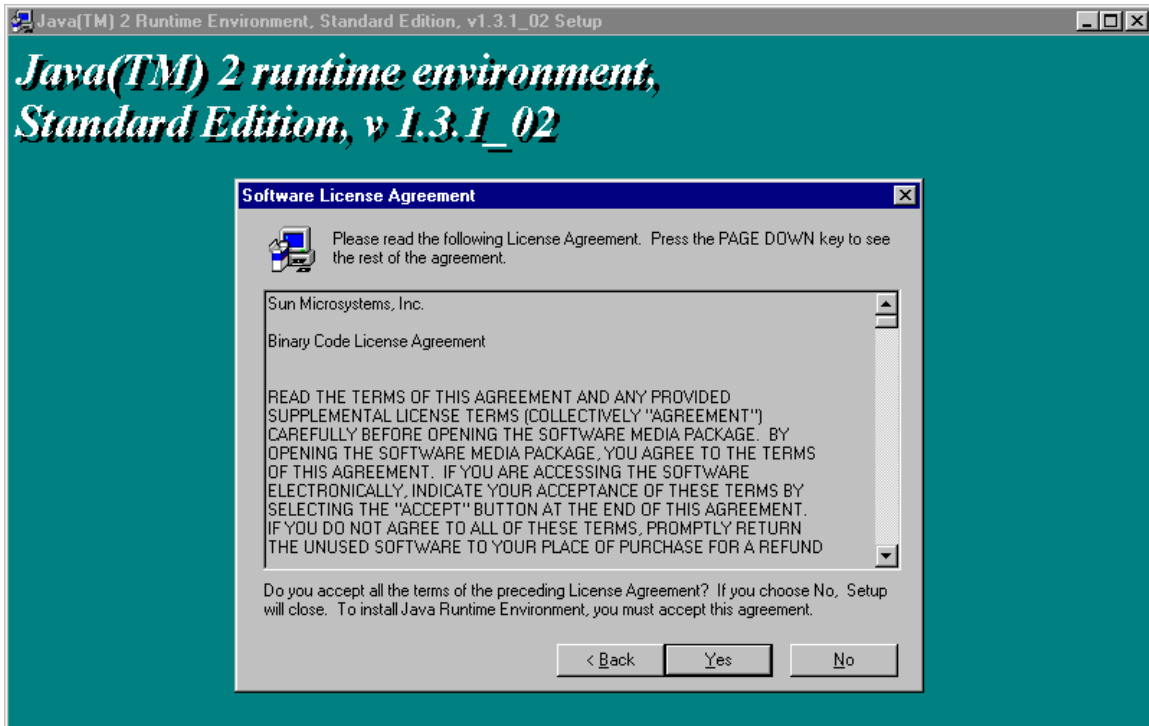 Java(TM) 2 Runtime Environment, Standard Edition, v1.3.1_02 Setup
Java(TM) 2 runtime environment,
Standard Edition, v 1.3.1_02
Software License Agreement
Please read the following License Agreement. Press the PAGE DOWN key to see
the rest of the agreement.
Sun Microsystems, Inc.
Binary Code License Agreement
READ THE TERMS OF THIS AGREEMENT AND ANY PROVIDED
SUPPLEMENTAL LICENSE TERMS (COLLECTIVELY "AGREEMENT")
CAREFULLY BEFORE OPENING THE SOFTWARE MEDIA PACKAGE. BY
OPENING THE SOFTWARE MEDIA PACKAGE, YOU AGREE TO THE TERMS
OF THIS AGREEMENT. IF YOU ARE ACCESSING THE SOFTWARE
ELECTRONICALLY, INDICATE YOUR ACCEPTANCE OF THESE TERMS BY
SELECTING THE "ACCEPT" BUTTON AT THE END OF THIS AGREEMENT.
IF YOU DO NOT AGREE TO ALL OF THESE TERMS, PROMPTLY RETURN
THE UNUSED SOFTWARE TO YOUR PLACE OF PURCHASE FOR A REFUND
Do you accept all the terms of the preceding License Agreement? If you choose No, Setup
will close. To install Java Runtime Environment, you must accept this agreement.
< Back Yes No